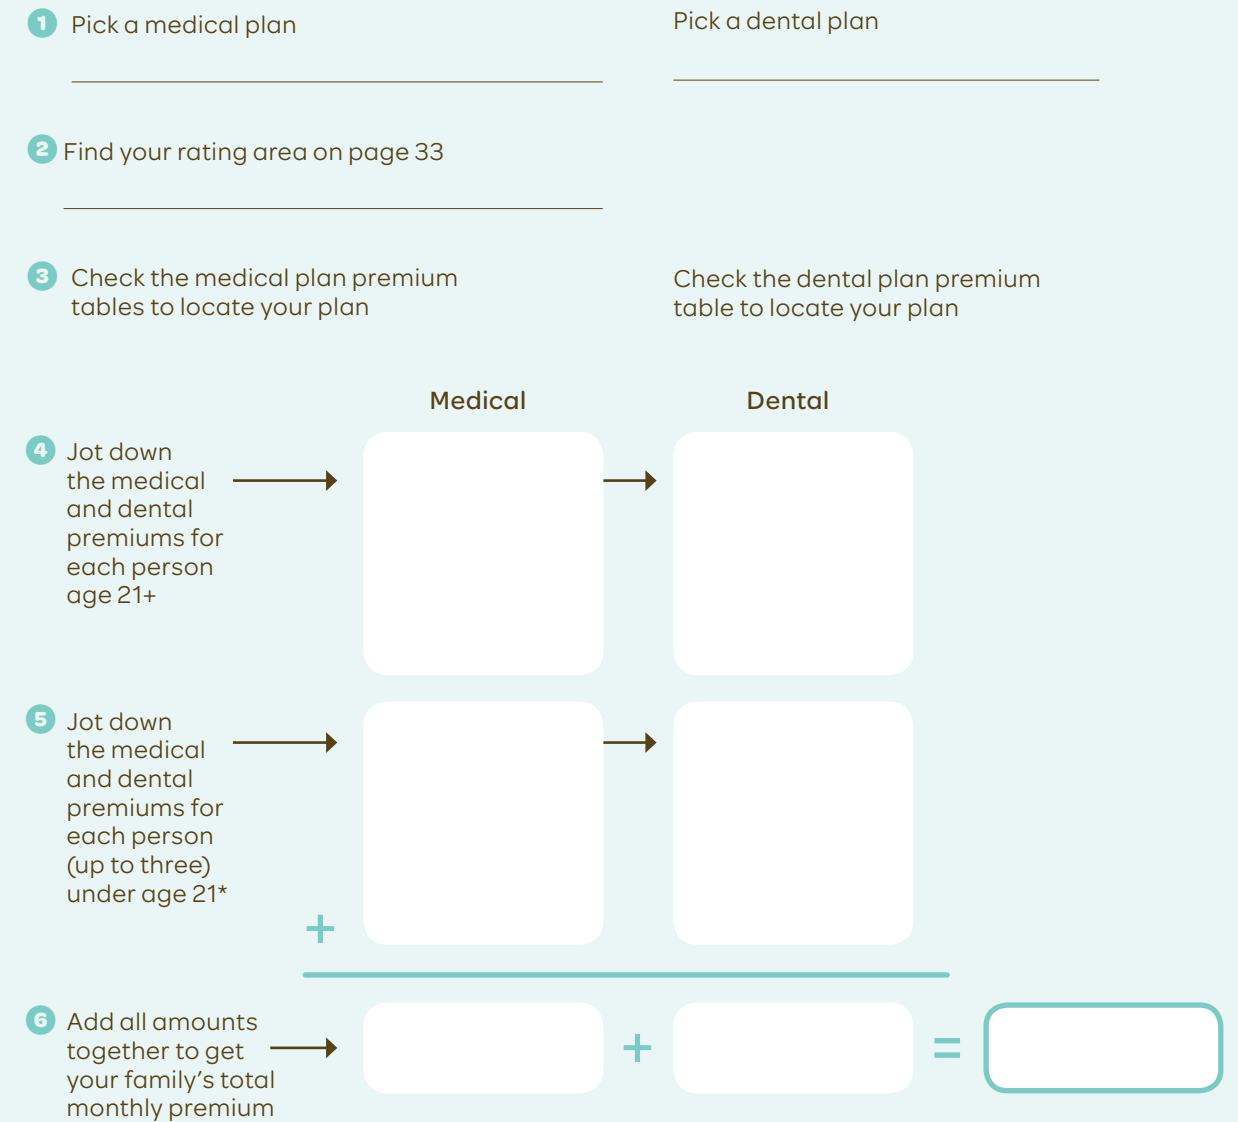 1 Pick a medical plan
Pick a dental plan
2 Find your rating area on page 33
3 Check the medical plan premium
tables to locate your plan
Check the dental plan premium
table to locate your plan
Medical
Dental
4 Jot down
the medical
and dental
premiums for
each person
age 21+
5 Jot down
the medical
and dental
premiums for
each person
(up to three)
under age 21*
+
6 Add all amounts
together to get
your family’s total
monthly premium
+
=